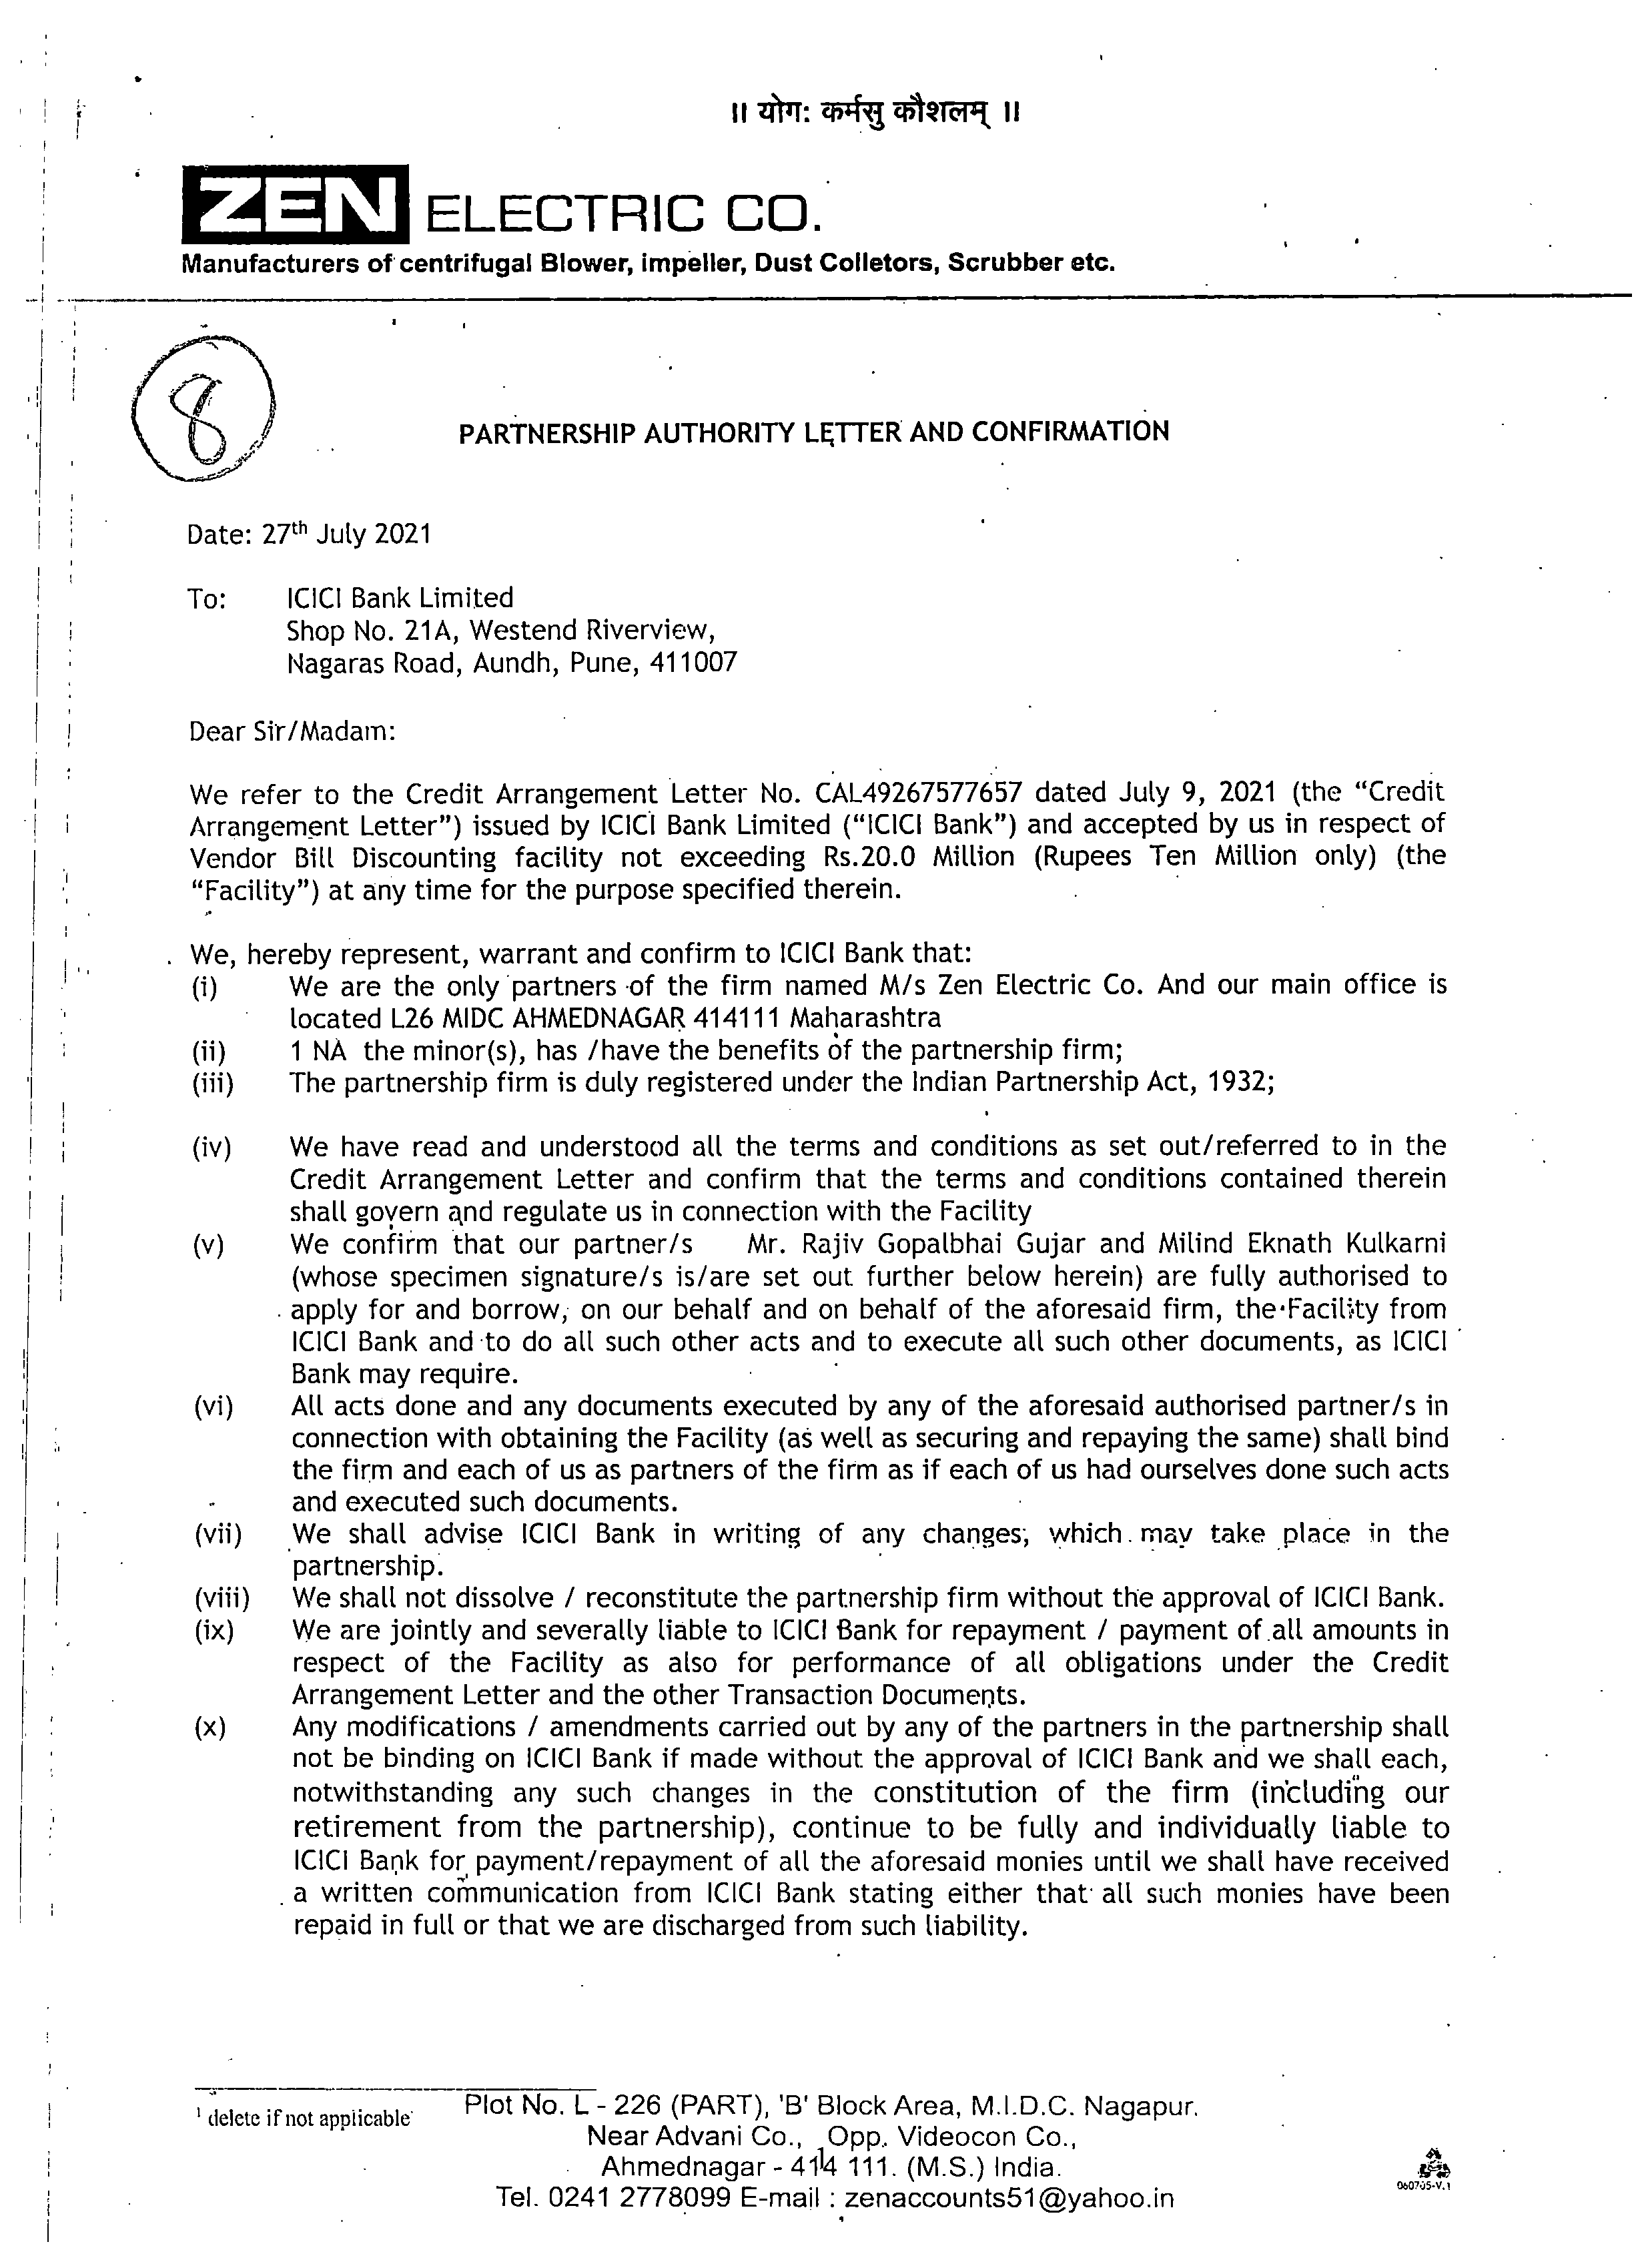 ॥ योग: कर्मसु कौशलम् ॥
ZEN ELECTRIC CO.
Manufacturers of centrifugal Blower, impeller, Dust Colletors, Scrubber etc.
8
PARTNERSHIP AUTHORITY LETTER AND CONFIRMATION
Date: 27th July 2021
To: ICICI Bank Limited
Shop No. 21A, Westend Riverview,
Nagaras Road, Aundh, Pune, 411007
Dear Sir/Madam:
We refer to the Credit Arrangement Letter No. CAL49267577657 dated July 9, 2021 (the “Credit
Arrangement Letter”) issued by ICICI Bank Limited (“ICICI Bank”) and accepted by us in respect of
Vendor Bill Discounting facility not exceeding Rs.20.0 Million (Rupees Ten Million only) (the
“Facility”) at any time for the purpose specified therein.
We, hereby represent, warrant and confirm to ICICI Bank that:
(i) We are the only partners of the firm named M/s Zen Electric Co. And our main office is
located L26 MIDC AHMEDNAGAR 414111 Maharashtra
(ii) 1 NA the minor(s), has /have the benefits of the partnership firm;
(iii) The partnership firm is duly registered under the Indian Partnership Act, 1932;
(iv) We have read and understood all the terms and conditions as set out/referred to in the
Credit Arrangement Letter and confirm that the terms and conditions contained therein
shall govern and regulate us in connection with the Facility
(v) We confirm that our partner/s Mr. Rajiv Gopalbhai Gujar and Milind Eknath Kulkarni
(whose specimen signature/s is/are set out further below herein) are fully authorised to
apply for and borrow, on our behalf and on behalf of the aforesaid firm, the Facility from
ICICI Bank and to do all such other acts and to execute all such other documents, as ICICI
Bank may require.
(vi) All acts done and any documents executed by any of the aforesaid authorised partner/s in
connection with obtaining the Facility (as well as securing and repaying the same) shall bind
the firm and each of us as partners of the firm as if each of us had ourselves done such acts
and executed such documents.
(vii) We shall advise ICICI Bank in writing of any changes, which may take place in the
partnership.
(viii) We shall not dissolve / reconstitute the partnership firm without the approval of ICICI Bank.
(ix) We are jointly and severally liable to ICICI Bank for repayment / payment of all amounts in
respect of the Facility as also for performance of all obligations under the Credit
Arrangement Letter and the other Transaction Documents.
(x) Any modifications / amendments carried out by any of the partners in the partnership shall
not be binding on ICICI Bank if made without the approval of ICICI Bank and we shall each,
notwithstanding any such changes in the constitution of the firm (including our
retirement from the partnership), continue to be fully and individually liable to
ICICI Bank for payment/repayment of all the aforesaid monies until we shall have received
a written communication from ICICI Bank stating either that all such monies have been
repaid in full or that we are discharged from such liability.
1 delete if not applicable
Plot No. L - 226 (PART), 'B' Block Area, M.I.D.C. Nagapur.
Near Advani Co., Opp. Videocon Co.,
Ahmednagar - 414 111. (M.S.) India.
Tel. 0241 2778099 E-mail : zenaccounts51@yahoo.in
060705-V.1